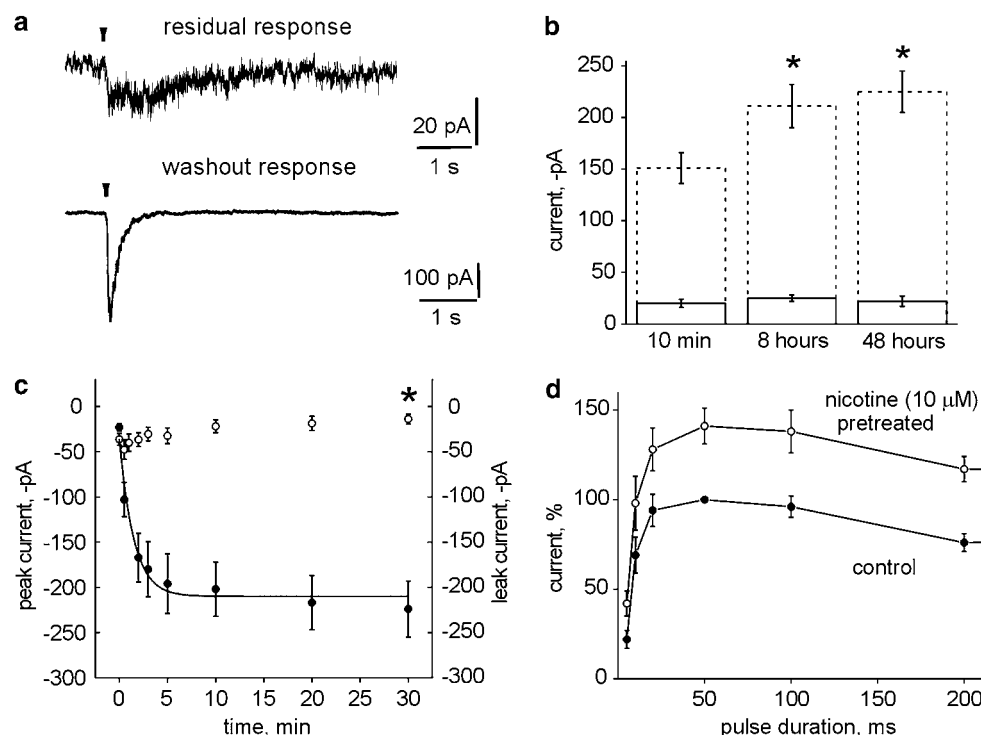 a
residual response
20 pA
1 s
washout response
100 pA
1 s
b
* *
250
200
150
100
50
0
current, -pA
10 min 8 hours 48 hours
c
*
0
-50
-100
-150
-200
-250
-300
peak current, -pA
0
-50
-100
-150
-200
-250
-300
leak current, -pA
0 5 10 15 20 25 30
time, min
d
nicotine (10 μM)
pretreated
control
150
100
50
0
current, %
50 100 150 200
pulse duration, ms